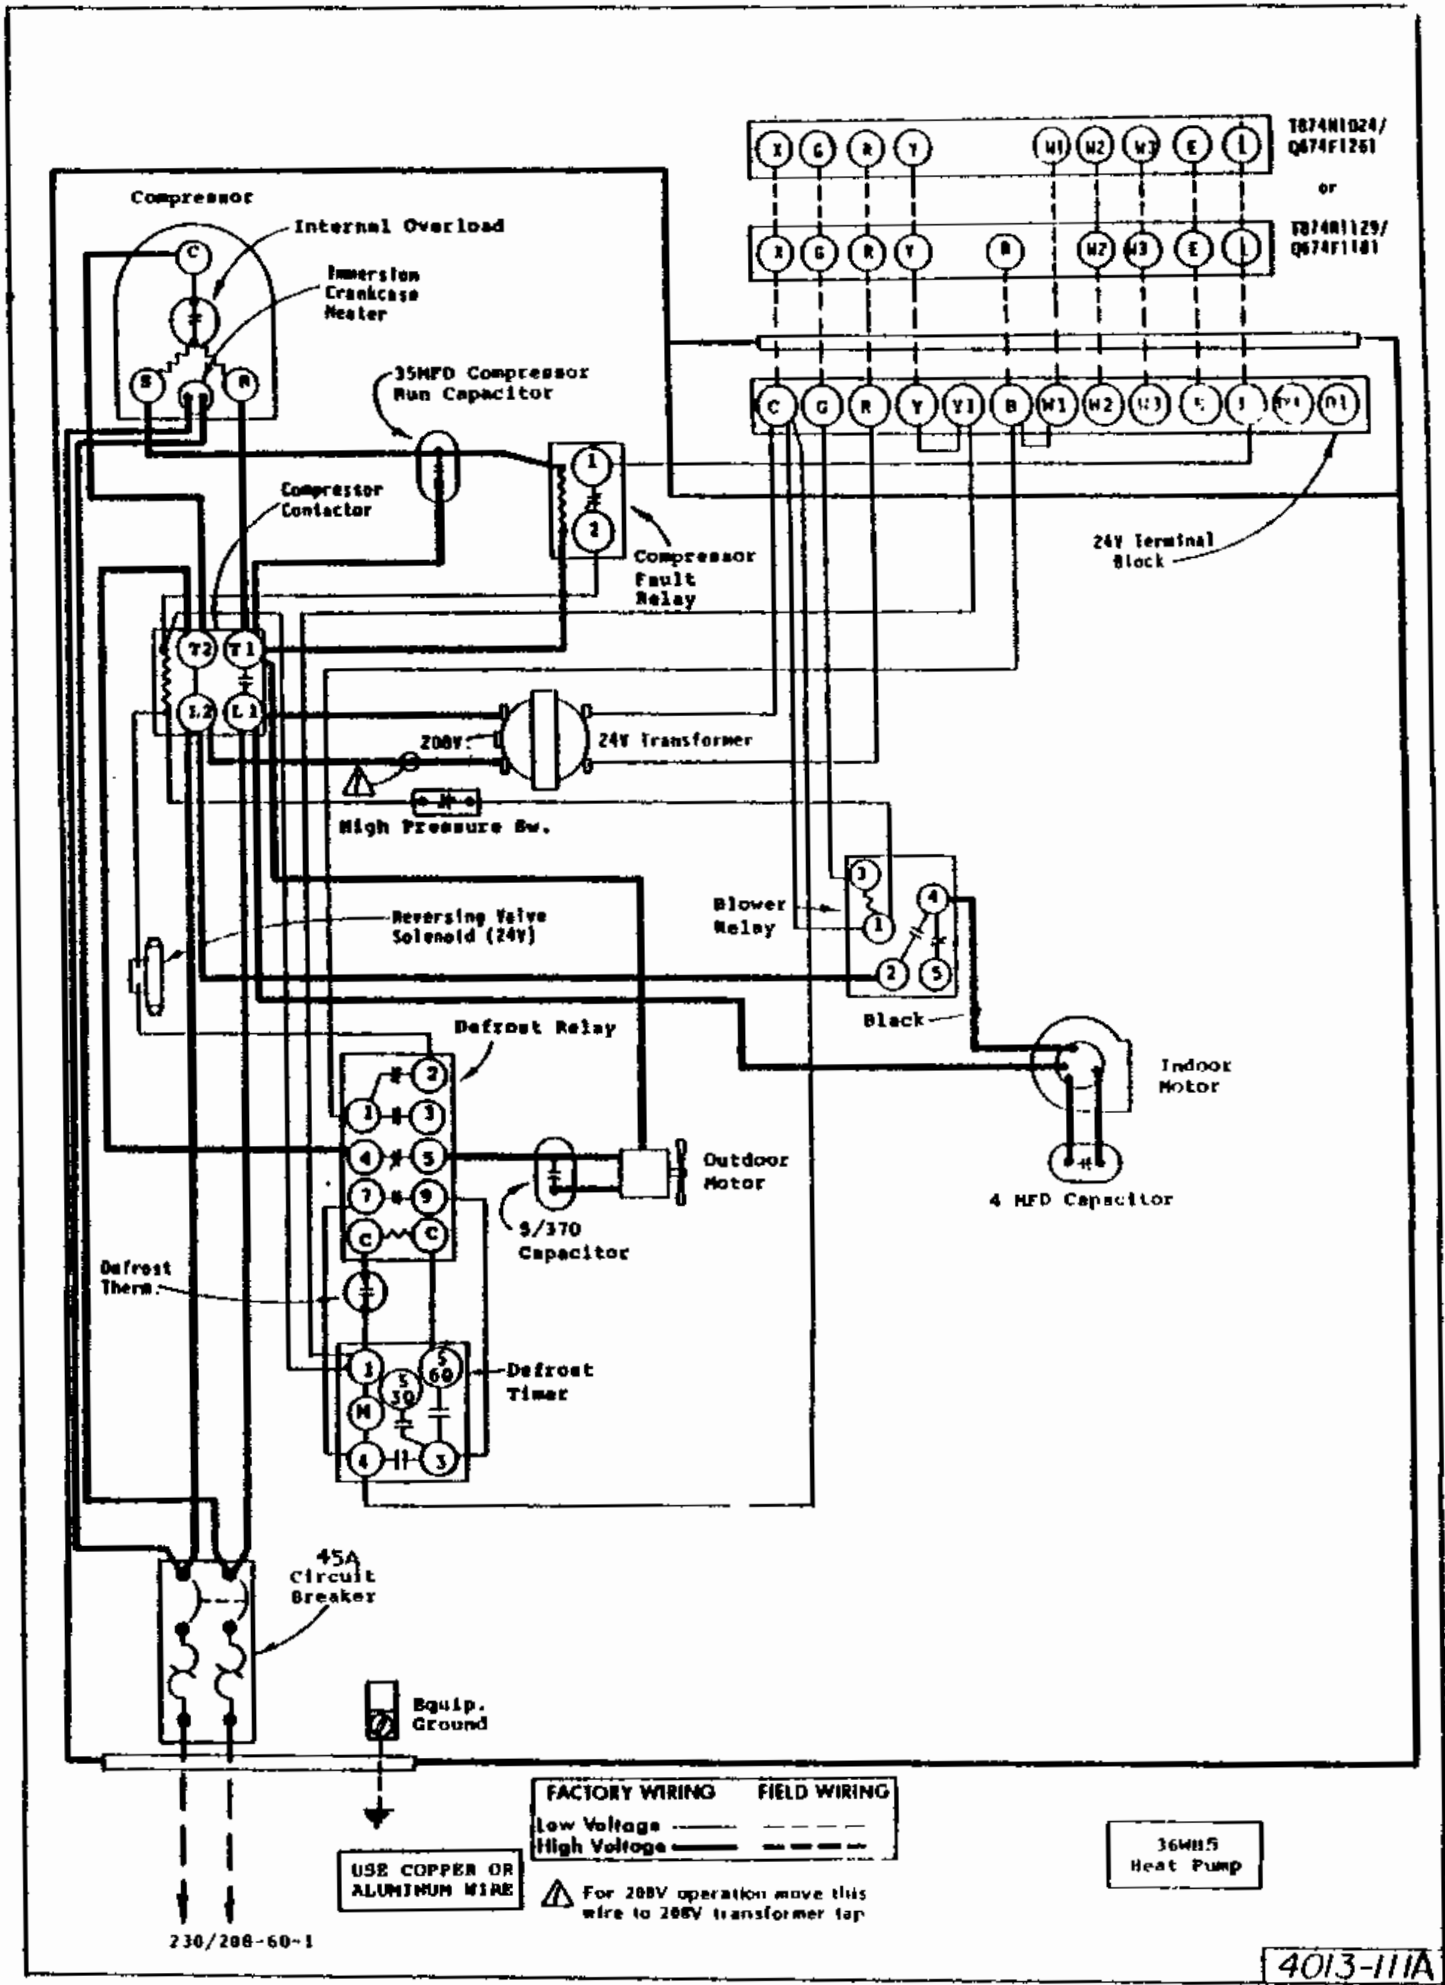 T874N1024/
Q674F1261
X G R Y W1 W2 W3 E L
or
T874R1129/
Q674F1181
X G R Y B W2 W3 E L
Compressor
Internal Overload
C
Immersion
Crankcase
Heater
S R
35MFD Compressor
Run Capacitor
C G R Y Y1 B W1 W2 W3 L
1
2
Compressor
Contactor
Compressor
Fault
Relay
24V Terminal
Block
T2 T1
L2 L1
208V.
24V Transformer
High Pressure Sw.
Blower
Relay
3
4
1
2 5
Reversing Valve
Solenoid (24V)
Black
Defrost Relay
Indoor
Motor
2
1 3
4 5
7 9
C C
Outdoor
Motor
4 MFD Capacitor
5/370
Capacitor
Defrost
Therm.
1
5
30
5
60
M
4 3
Defrost
Timer
45A
Circuit
Breaker
Equip.
Ground
FACTORY WIRING FIELD WIRING
Low Voltage
High Voltage
USE COPPER OR
ALUMINUM WIRE
For 208V operation move this
wire to 208V transformer tap
36WH5
Heat Pump
230/208-60-1
4013-111A